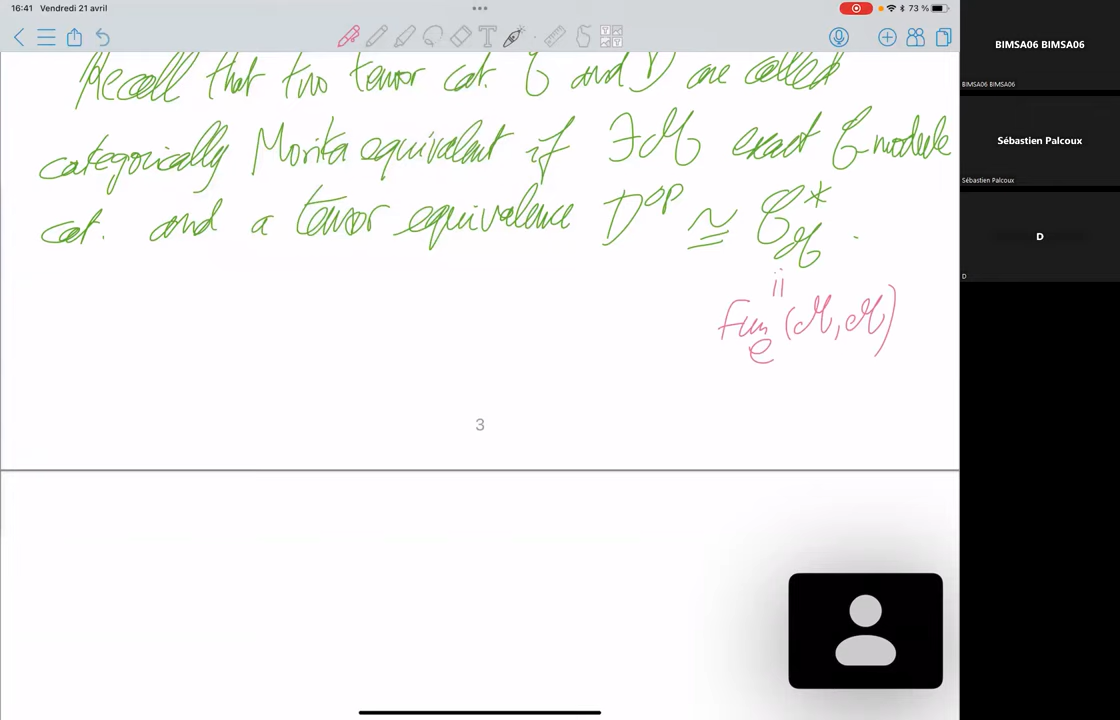 16:41 Vendredi 21 avril
73 %
Recall that two tensor cat. C and D are called
categorically Morita equivalent if ∃ M exact C-module
cat. and a tensor equivalence D^op ≃ C*_M .
Fun_C (M, M)
3
BIMSA06 BIMSA06
BIMSA06 BIMSA06
Sébastien Palcoux
Sébastien Palcoux
D
D